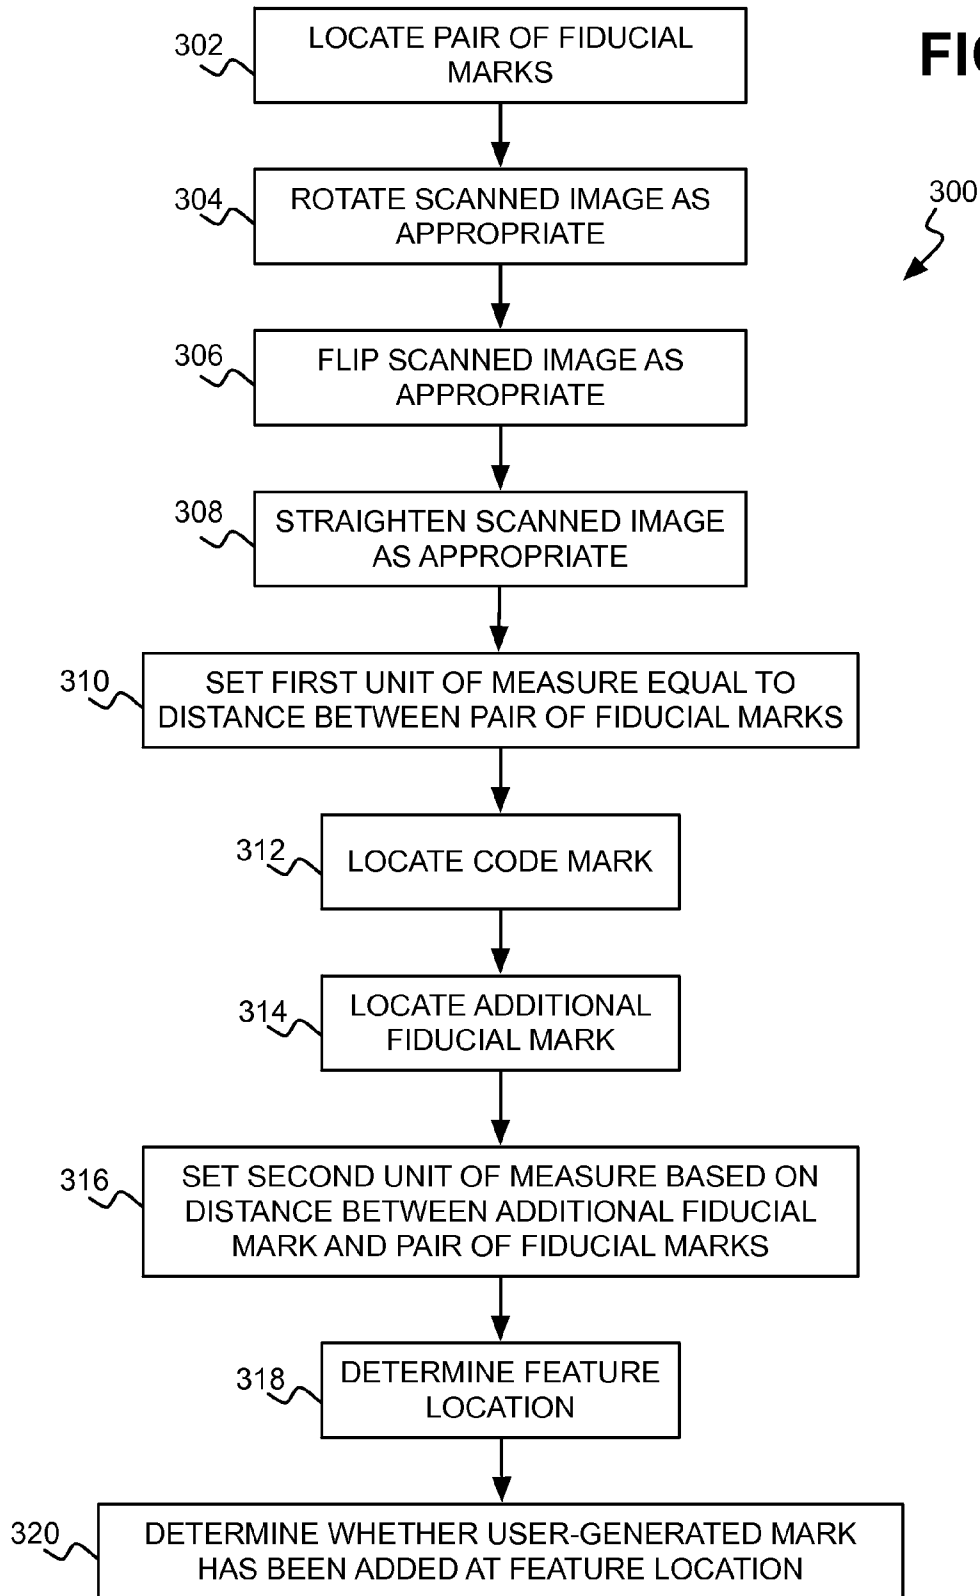 302
LOCATE PAIR OF FIDUCIAL
MARKS
FIG
300
304
ROTATE SCANNED IMAGE AS
APPROPRIATE
306
FLIP SCANNED IMAGE AS
APPROPRIATE
308
STRAIGHTEN SCANNED IMAGE
AS APPROPRIATE
310
SET FIRST UNIT OF MEASURE EQUAL TO
DISTANCE BETWEEN PAIR OF FIDUCIAL MARKS
312
LOCATE CODE MARK
314
LOCATE ADDITIONAL
FIDUCIAL MARK
316
SET SECOND UNIT OF MEASURE BASED ON
DISTANCE BETWEEN ADDITIONAL FIDUCIAL
MARK AND PAIR OF FIDUCIAL MARKS
318
DETERMINE FEATURE
LOCATION
320
DETERMINE WHETHER USER-GENERATED MARK
HAS BEEN ADDED AT FEATURE LOCATION